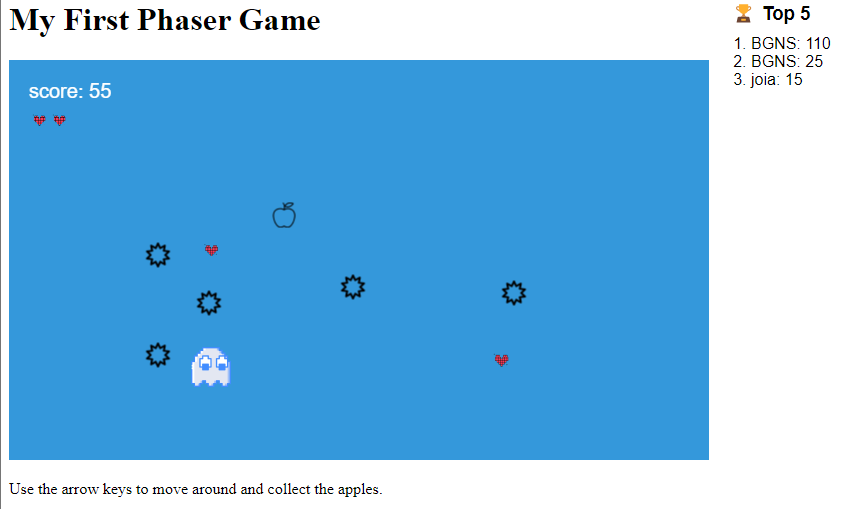 My First Phaser Game
score: 55
Use the arrow keys to move around and collect the apples.
🏆 Top 5
1. BGNS: 110
2. BGNS: 25
3. joia: 15